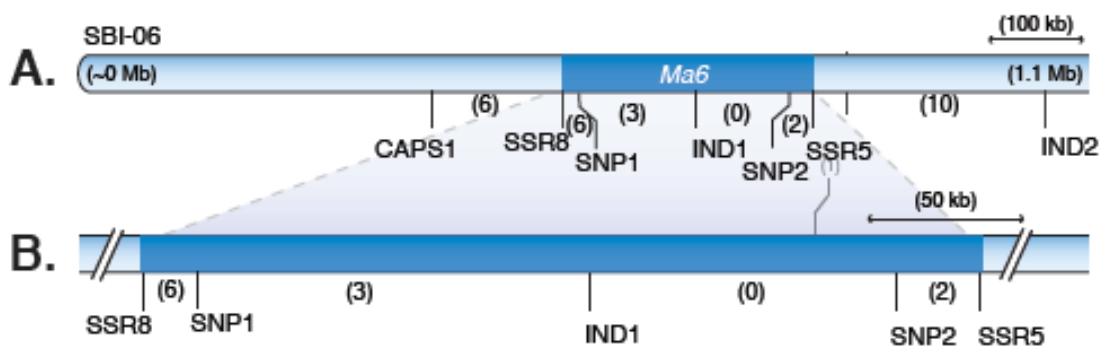 SBI-06
(100 kb)
A.
(~0 Mb)
Ma6
(1.1 Mb)
(6)
(6)
(3)
(0)
(2)
(10)
CAPS1
SSR8
SNP1
IND1
SNP2
SSR5
IND2
(1)
(50 kb)
B.
(6)
(3)
(0)
(2)
SSR8
SNP1
IND1
SNP2
SSR5